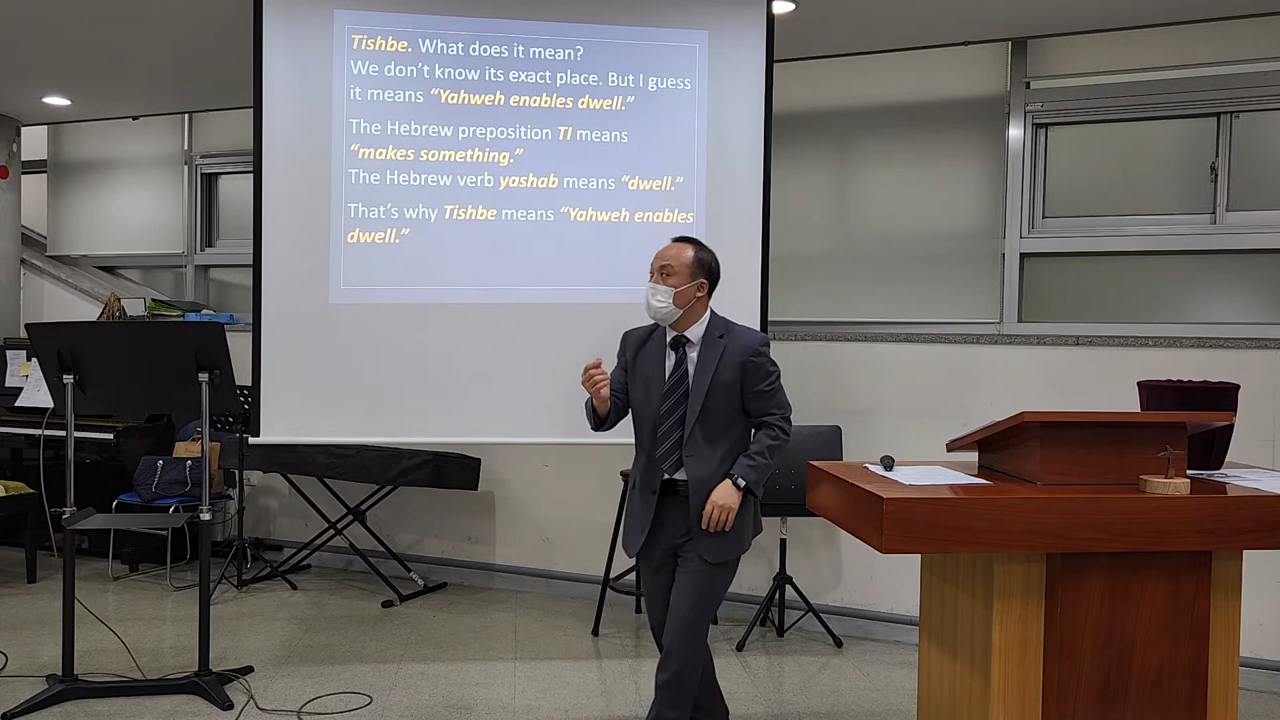 Tishbe. What does it mean?
We don't know its exact place. But I guess
it means "Yahweh enables dwell."
The Hebrew preposition TI means
"makes something."
The Hebrew verb yashab means "dwell."
That's why Tishbe means "Yahweh enables
dwell."